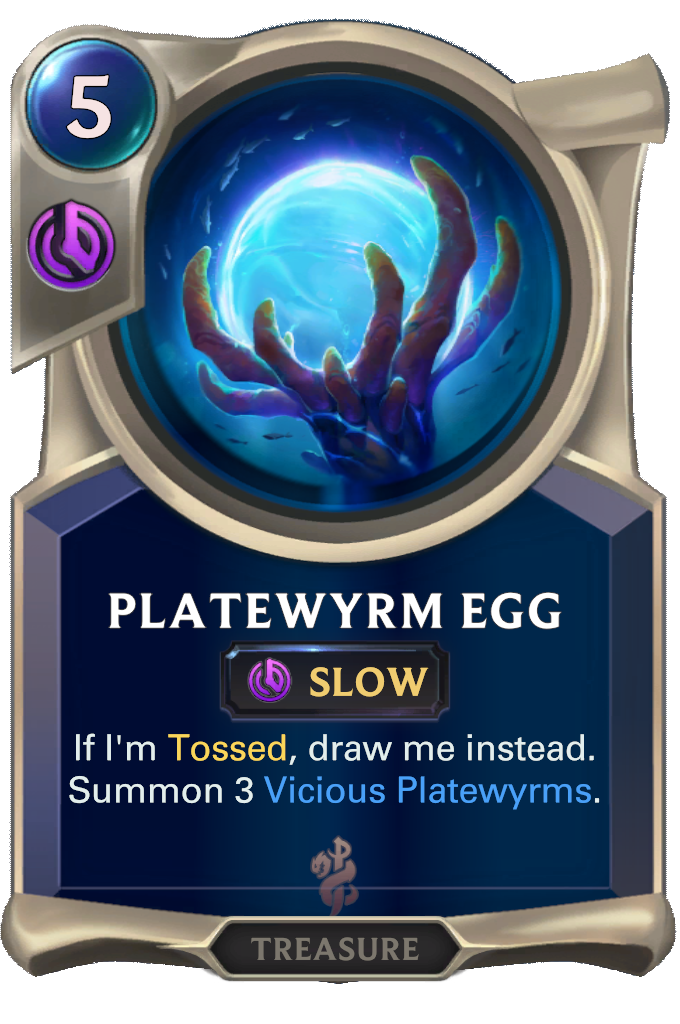 5
PLATEWYRM EGG
SLOW
If I'm Tossed, draw me instead.
Summon 3 Vicious Platewyrms.
TREASURE